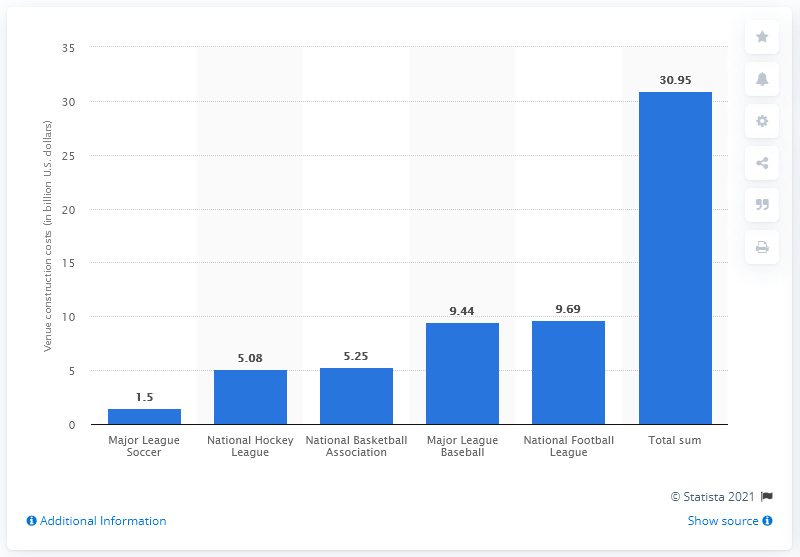 35
30
25
20
15
10
5
0
Venue construction costs (in billion U.S. dollars)
1.5
5.08
5.25
9.44
9.69
30.95
Major League
Soccer
National Hockey
League
National Basketball
Association
Major League
Baseball
National Football
League
Total sum
© Statista 2021
Additional Information
Show source